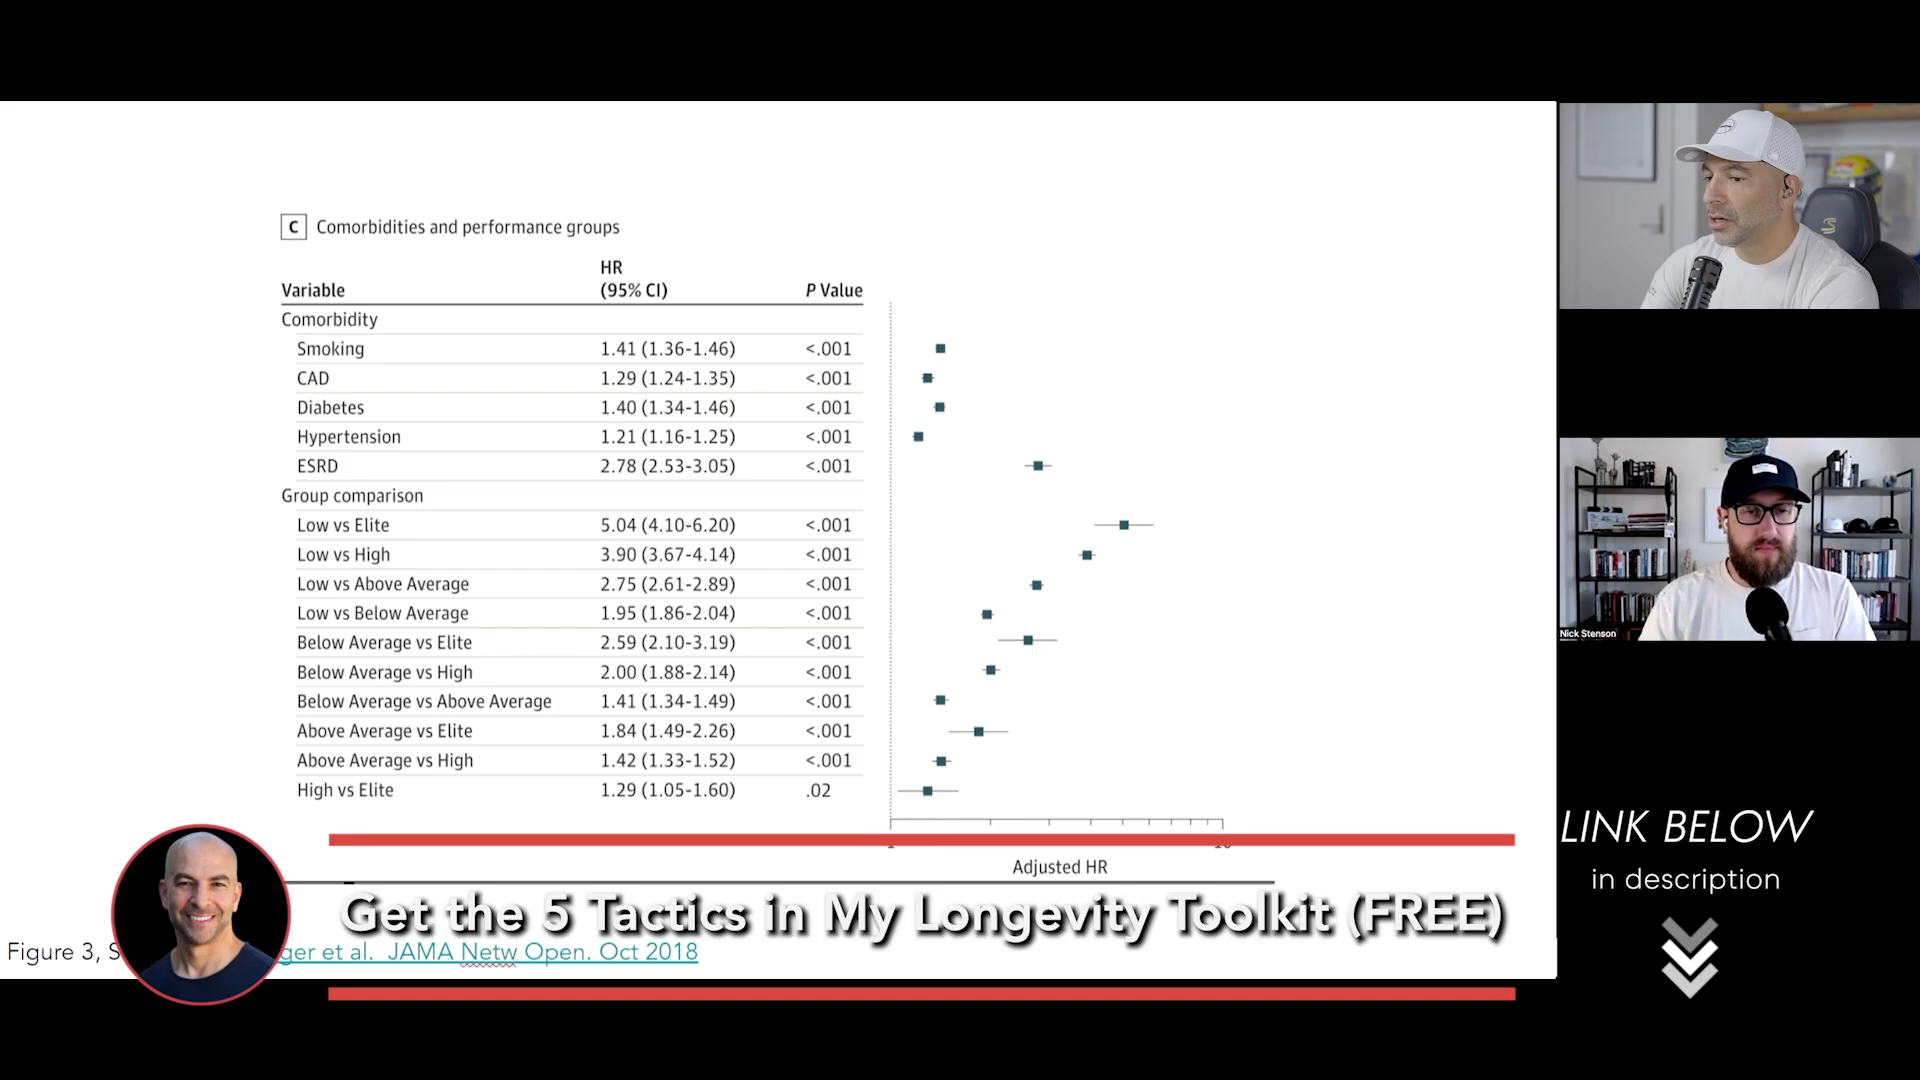 C Comorbidities and performance groups
HR
Variable (95% CI) P Value
Comorbidity
Smoking 1.41 (1.36-1.46) <.001
CAD 1.29 (1.24-1.35) <.001
Diabetes 1.40 (1.34-1.46) <.001
Hypertension 1.21 (1.16-1.25) <.001
ESRD 2.78 (2.53-3.05) <.001
Group comparison
Low vs Elite 5.04 (4.10-6.20) <.001
Low vs High 3.90 (3.67-4.14) <.001
Low vs Above Average 2.75 (2.61-2.89) <.001
Low vs Below Average 1.95 (1.86-2.04) <.001
Below Average vs Elite 2.59 (2.10-3.19) <.001
Below Average vs High 2.00 (1.88-2.14) <.001
Below Average vs Above Average 1.41 (1.34-1.49) <.001
Above Average vs Elite 1.84 (1.49-2.26) <.001
Above Average vs High 1.42 (1.33-1.52) <.001
High vs Elite 1.29 (1.05-1.60) .02
Adjusted HR
Get the 5 Tactics in My Longevity Toolkit (FREE)
Figure 3, et al. JAMA Netw Open. Oct 2018
Nick Stenson
LINK BELOW
in description